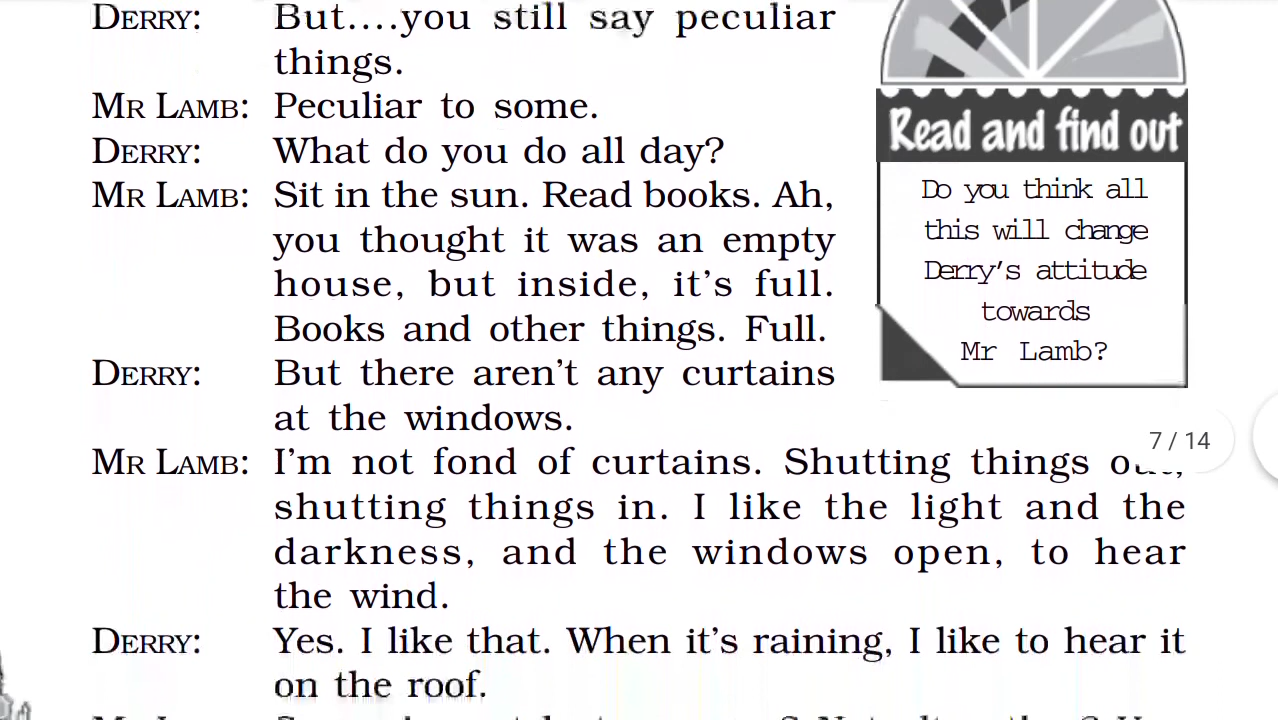 DERRY: But....you still say peculiar
things.
MR LAMB: Peculiar to some.
DERRY: What do you do all day?
MR LAMB: Sit in the sun. Read books. Ah,
you thought it was an empty
house, but inside, it's full.
Books and other things. Full.
DERRY: But there aren't any curtains
at the windows.
MR LAMB: I'm not fond of curtains. Shutting things out,
shutting things in. I like the light and the
darkness, and the windows open, to hear
the wind.
DERRY: Yes. I like that. When it's raining, I like to hear it
on the roof.
Read and find out
Do you think all
this will change
Derry's attitude
towards
Mr Lamb?
7 / 14